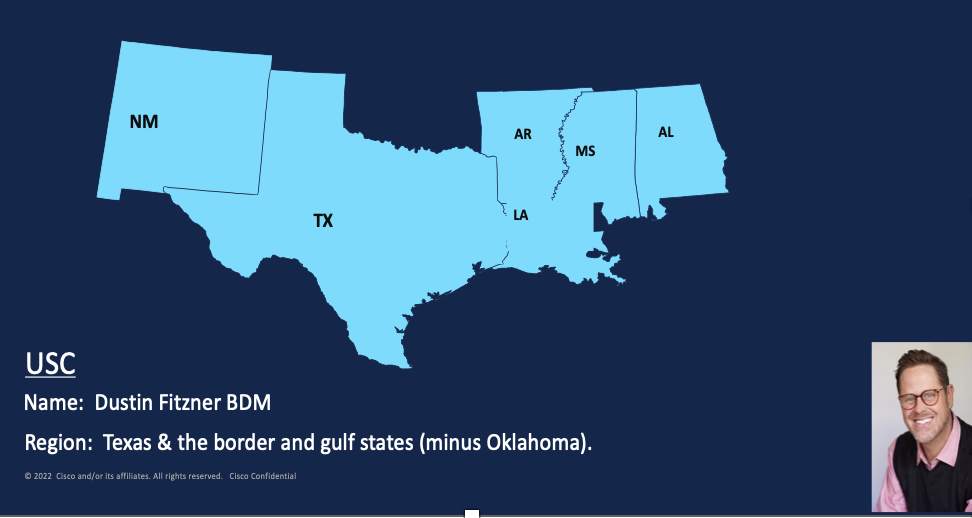 NM
AR
AL
MS
TX
LA
USC
Name:  Dustin Fitzner BDM
Region:  Texas & the border and gulf states (minus Oklahoma).
© 2022  Cisco and/or its affiliates. All rights reserved.   Cisco Confidential